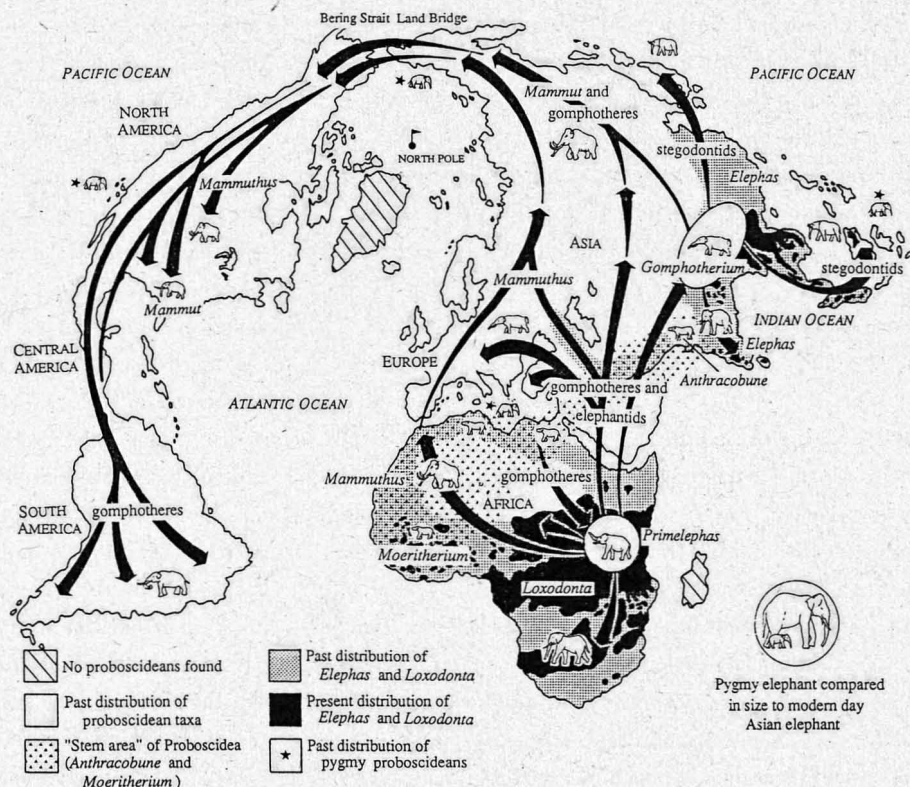 Bering Strait Land Bridge
PACIFIC OCEAN
PACIFIC OCEAN
NORTH
AMERICA
Mammut and
gomphotheres
NORTH POLE
stegodontids
Elephas
Mammuthus
ASIA
Gomphotherium
stegodontids
Mammuthus
Mammut
INDIAN OCEAN
CENTRAL
AMERICA
EUROPE
Elephas
Anthracobune
ATLANTIC OCEAN
gomphotheres and
elephantids
Mammuthus
gomphotheres
AFRICA
SOUTH
AMERICA
gomphotheres
Primelephas
Moeritherium
Loxodonta
No proboscideans found
Past distribution of
proboscidean taxa
"Stem area" of Proboscidea
(Anthracobune and
Moeritherium)
Past distribution of
Elephas and Loxodonta
Present distribution of
Elephas and Loxodonta
Past distribution of
pygmy proboscideans
Pygmy elephant compared
in size to modern day
Asian elephant